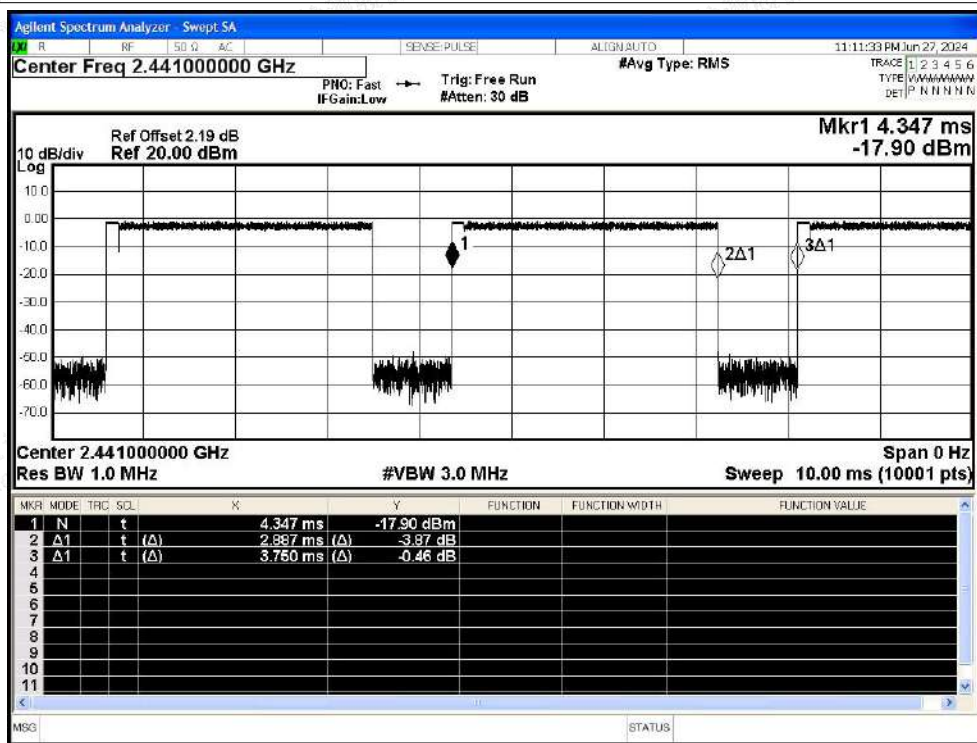 Agilent Spectrum Analyzer - Swept SA
LXI R RF 50 Ω AC SENSE:PULSE ALIGN AUTO 11:11:33 PM Jun 27, 2024
Center Freq 2.441000000 GHz
PNO: Fast
IFGain:Low
Trig: Free Run
#Atten: 30 dB
#Avg Type: RMS
TRACE 1 2 3 4 5 6
TYPE
DET P N N N N N
Mkr1 4.347 ms
-17.90 dBm
Ref Offset 2.19 dB
10 dB/div Ref 20.00 dBm
Log
10.0
0.00
-10.0
-20.0
-30.0
-40.0
-50.0
-60.0
-70.0
1
2Δ1
3Δ1
Center 2.441000000 GHz Span 0 Hz
Res BW 1.0 MHz #VBW 3.0 MHz Sweep 10.00 ms (10001 pts)
MKR MODE TRC SCL X Y FUNCTION FUNCTION WIDTH FUNCTION VALUE
1 N t 4.347 ms -17.90 dBm
2 Δ1 t (Δ) 2.887 ms (Δ) -3.87 dB
3 Δ1 t (Δ) 3.750 ms (Δ) -0.46 dB
4
5
6
7
8
9
10
11
MSG STATUS